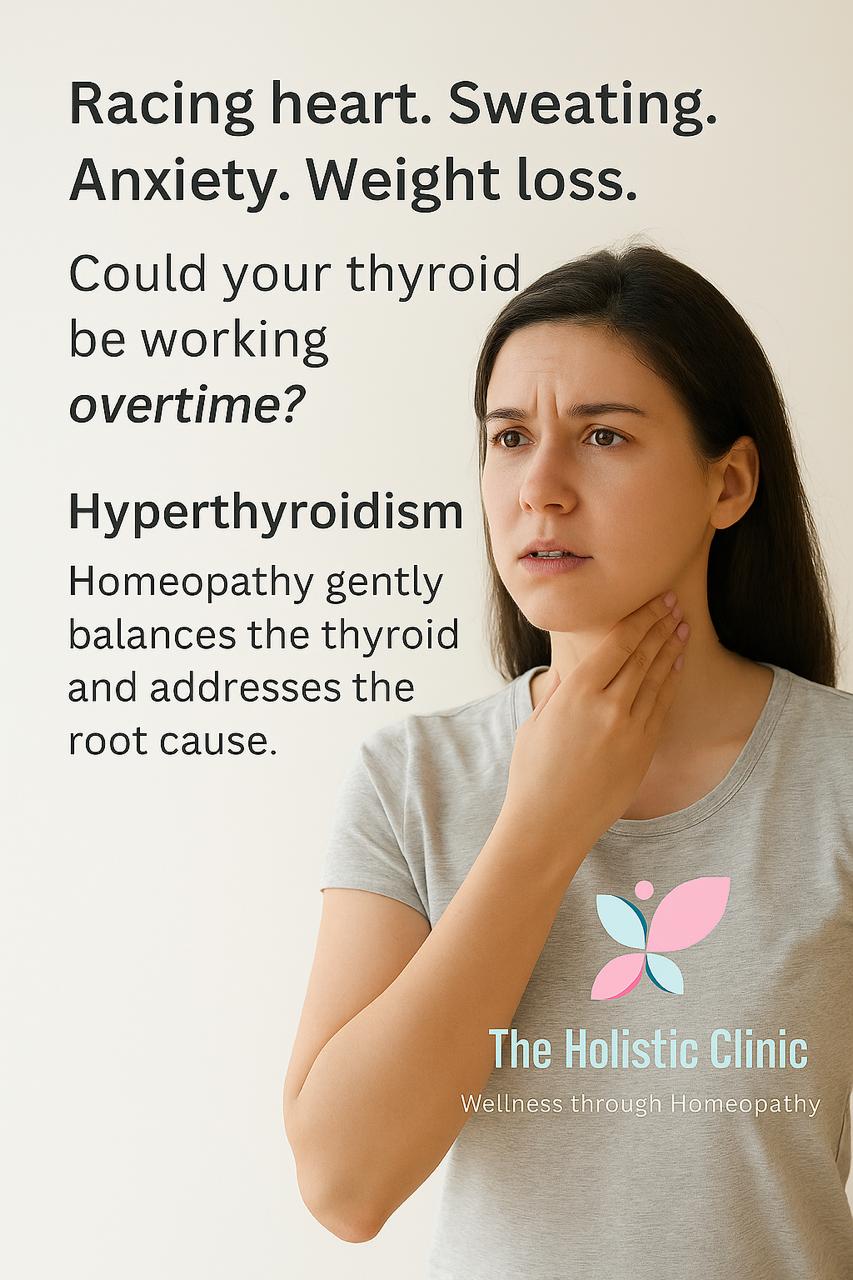 Racing heart. Sweating.
Anxiety. Weight loss.
Could your thyroid
be working
overtime?
Hyperthyroidism
Homeopathy gently
balances the thyroid
and addresses the
root cause.
The Holistic Clinic
Wellness through Homeopathy